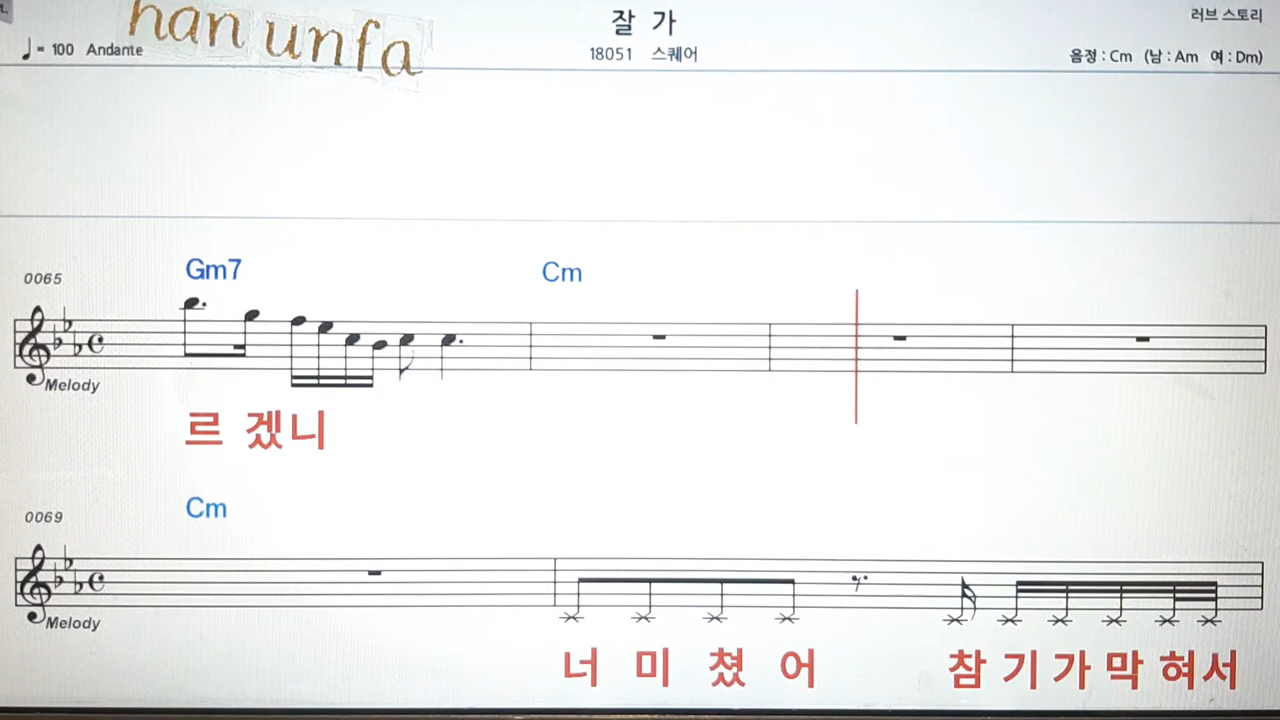 han unfa
잘 가
러브 스토리
♩= 100 Andante
18051 스퀘어
음정 : Cm (남 : Am 여 : Dm)
0065
Gm7 Cm
Melody
르 겠니
0069
Cm
Melody
너 미 쳤 어 참 기 가 막 혀 서